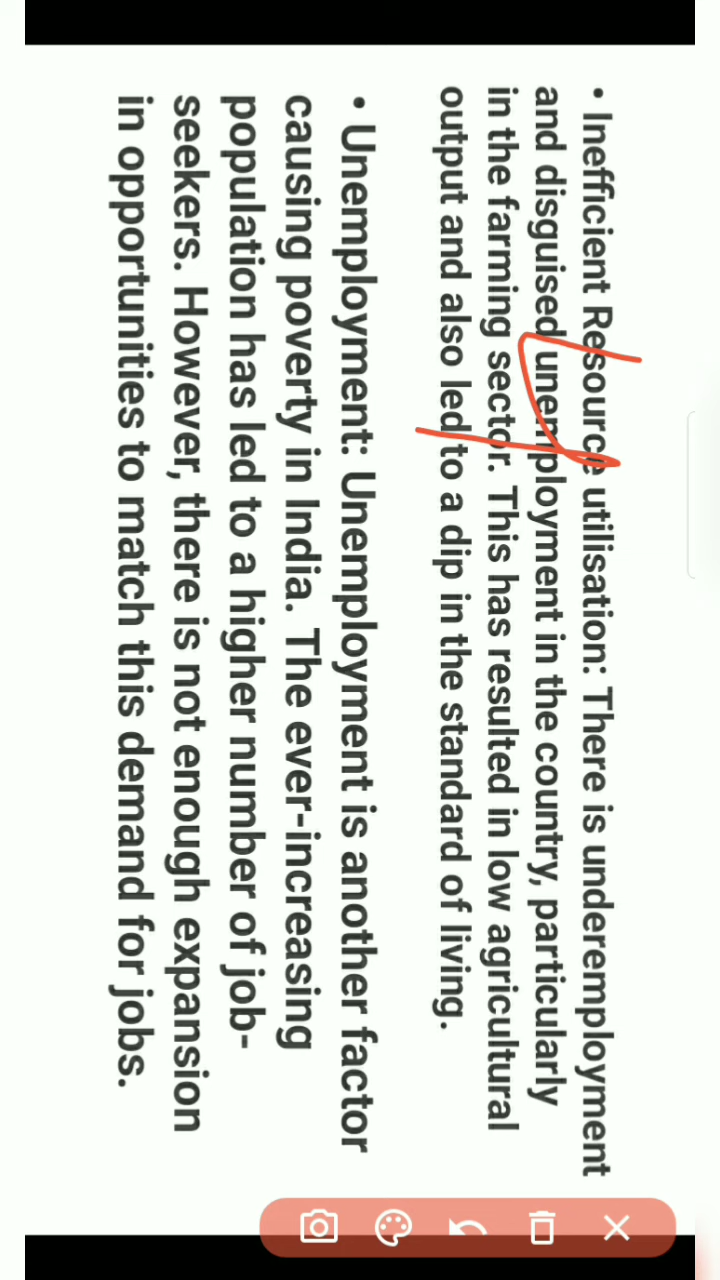 • Inefficient Resource utilisation: There is underemployment
and disguised unemployment in the country, particularly
in the farming sector. This has resulted in low agricultural
output and also led to a dip in the standard of living.
• Unemployment: Unemployment is another factor
causing poverty in India. The ever-increasing
population has led to a higher number of job-
seekers. However, there is not enough expansion
in opportunities to match this demand for jobs.